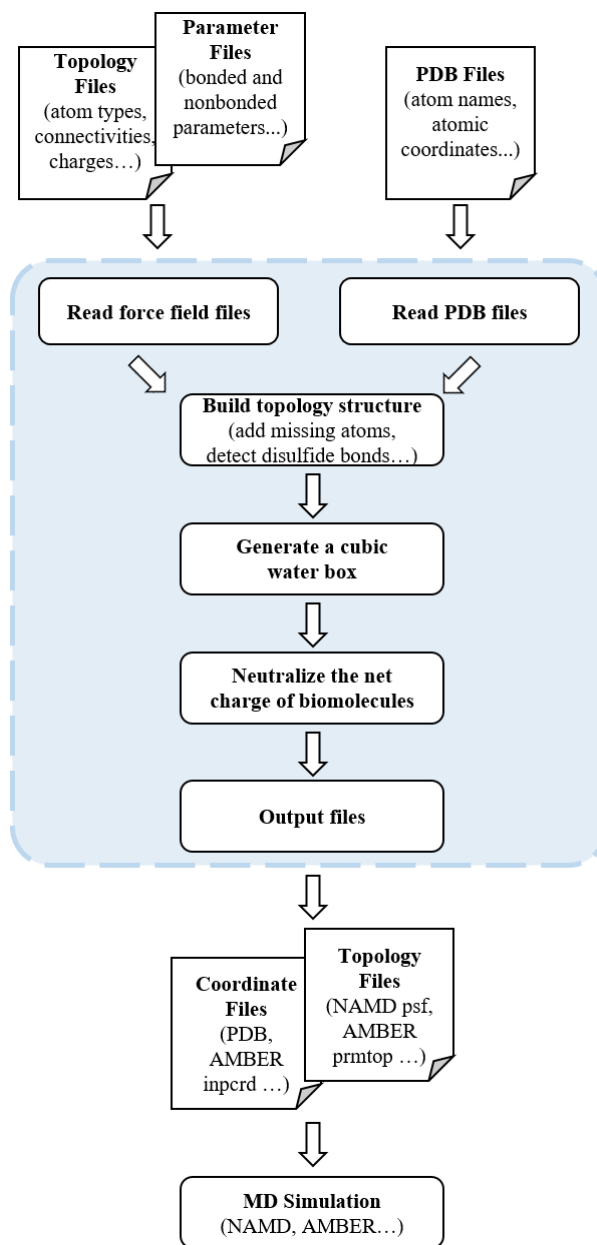 Topology
Files
(atom types,
connectivities,
charges…)
Parameter
Files
(bonded and
nonbonded
parameters...)
PDB Files
(atom names,
atomic
coordinates...)
Read force field files
Read PDB files
Build topology structure
(add missing atoms,
detect disulfide bonds…)
Generate a cubic
water box
Neutralize the net
charge of biomolecules
Output files
Coordinate
Files
(PDB,
AMBER
inpcrd …)
Topology
Files
(NAMD psf,
AMBER
prmtop …)
MD Simulation
(NAMD, AMBER…)